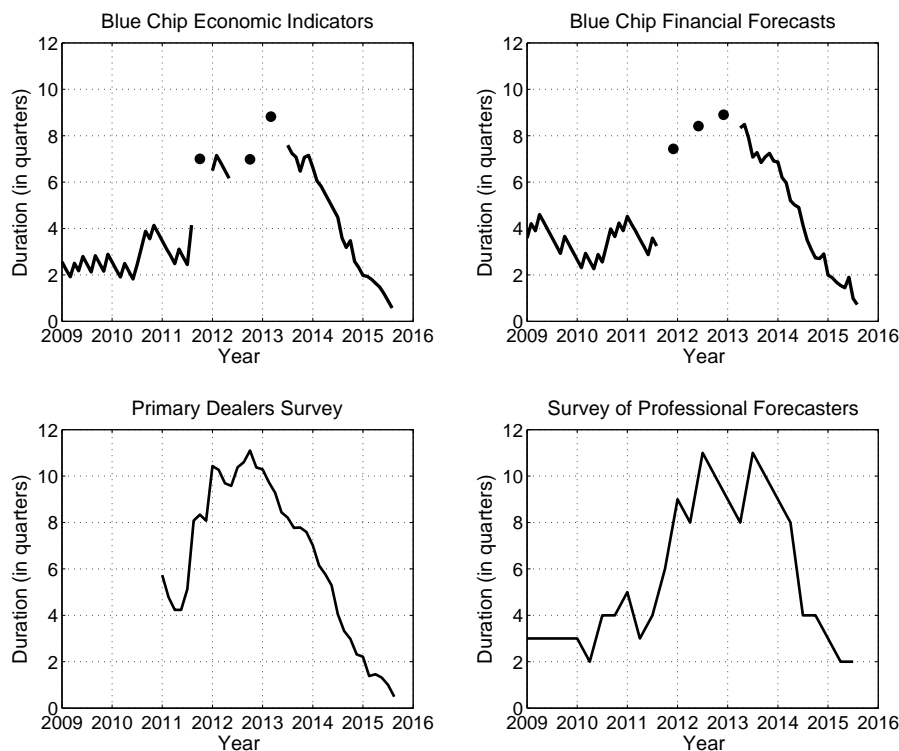 Blue Chip Economic Indicators
12
10
8
6
4
2
0
Duration (in quarters)
2009 2010 2011 2012 2013 2014 2015 2016
Year
Blue Chip Financial Forecasts
12
10
8
6
4
2
0
Duration (in quarters)
2009 2010 2011 2012 2013 2014 2015 2016
Year
Primary Dealers Survey
12
10
8
6
4
2
0
Duration (in quarters)
2009 2010 2011 2012 2013 2014 2015 2016
Year
Survey of Professional Forecasters
12
10
8
6
4
2
0
Duration (in quarters)
2009 2010 2011 2012 2013 2014 2015 2016
Year